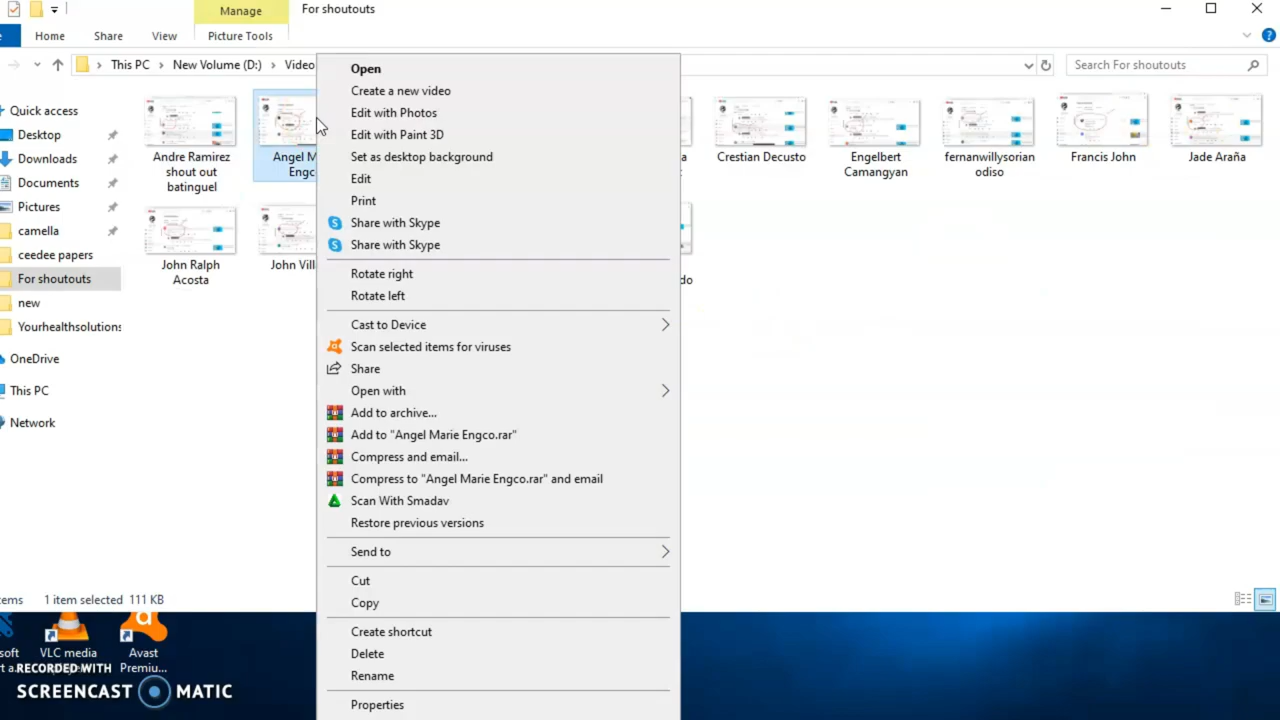 Manage
For shoutouts
Home
Share
View
Picture Tools
This PC
New Volume (D:)
Video
Search For shoutouts
Quick access
Desktop
Downloads
Documents
Pictures
camella
ceedee papers
For shoutouts
new
Yourhealthsolutions
OneDrive
This PC
Network
Andre Ramirez
shout out
batinguel
Angel M
Engc
Crestian Decusto
Engelbert
Camangyan
fernanwillysorian
odiso
Francis John
Jade Araña
John Ralph
Acosta
John Vill
do
Open
Create a new video
Edit with Photos
Edit with Paint 3D
Set as desktop background
Edit
Print
Share with Skype
Share with Skype
Rotate right
Rotate left
Cast to Device
Scan selected items for viruses
Share
Open with
Add to archive...
Add to "Angel Marie Engco.rar"
Compress and email...
Compress to "Angel Marie Engco.rar" and email
Scan With Smadav
Restore previous versions
Send to
Cut
Copy
Create shortcut
Delete
Rename
Properties
tems
1 item selected 111 KB
soft
VLC media
Avast
Premiu...
RECORDED WITH
SCREENCAST MATIC